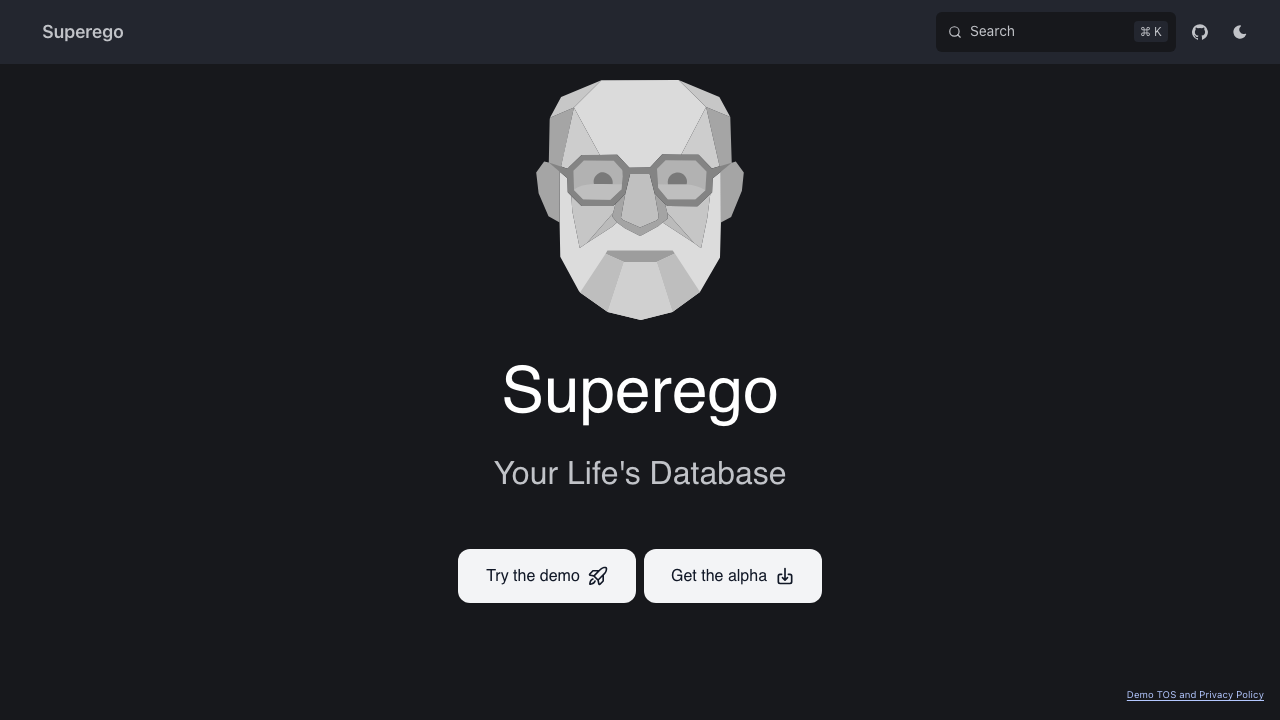 Superego
Search
⌘ K
Superego
Your Life's Database
Try the demo
Get the alpha
Demo TOS and Privacy Policy